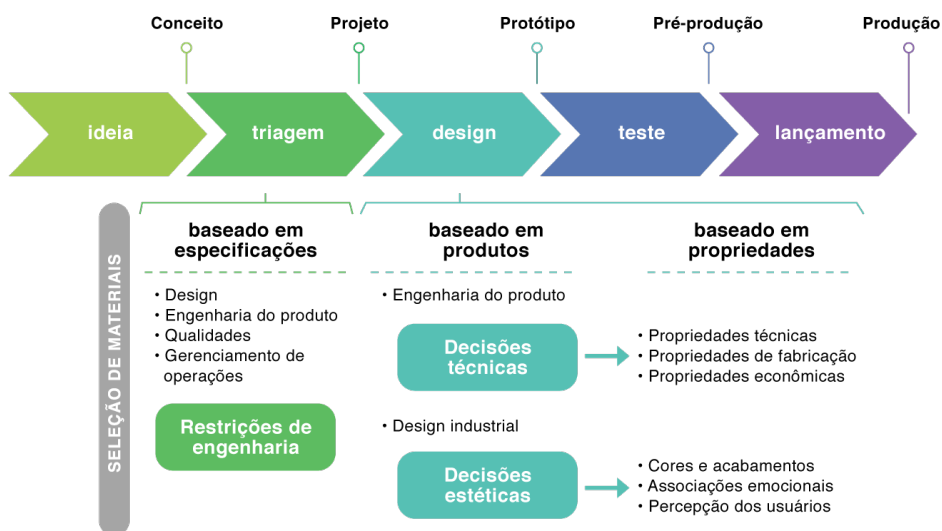 Conceito
Projeto
Protótipo
Pré-produção
Produção
ideia
triagem
design
teste
lançamento
SELEÇÃO DE MATERIAIS
baseado em
especificações
• Design
• Engenharia do produto
• Qualidades
• Gerenciamento de
operações
Restrições de
engenharia
baseado em
produtos
• Engenharia do produto
Decisões
técnicas
• Design industrial
Decisões
estéticas
baseado em
propriedades
• Propriedades técnicas
• Propriedades de fabricação
• Propriedades econômicas
• Cores e acabamentos
• Associações emocionais
• Percepção dos usuários